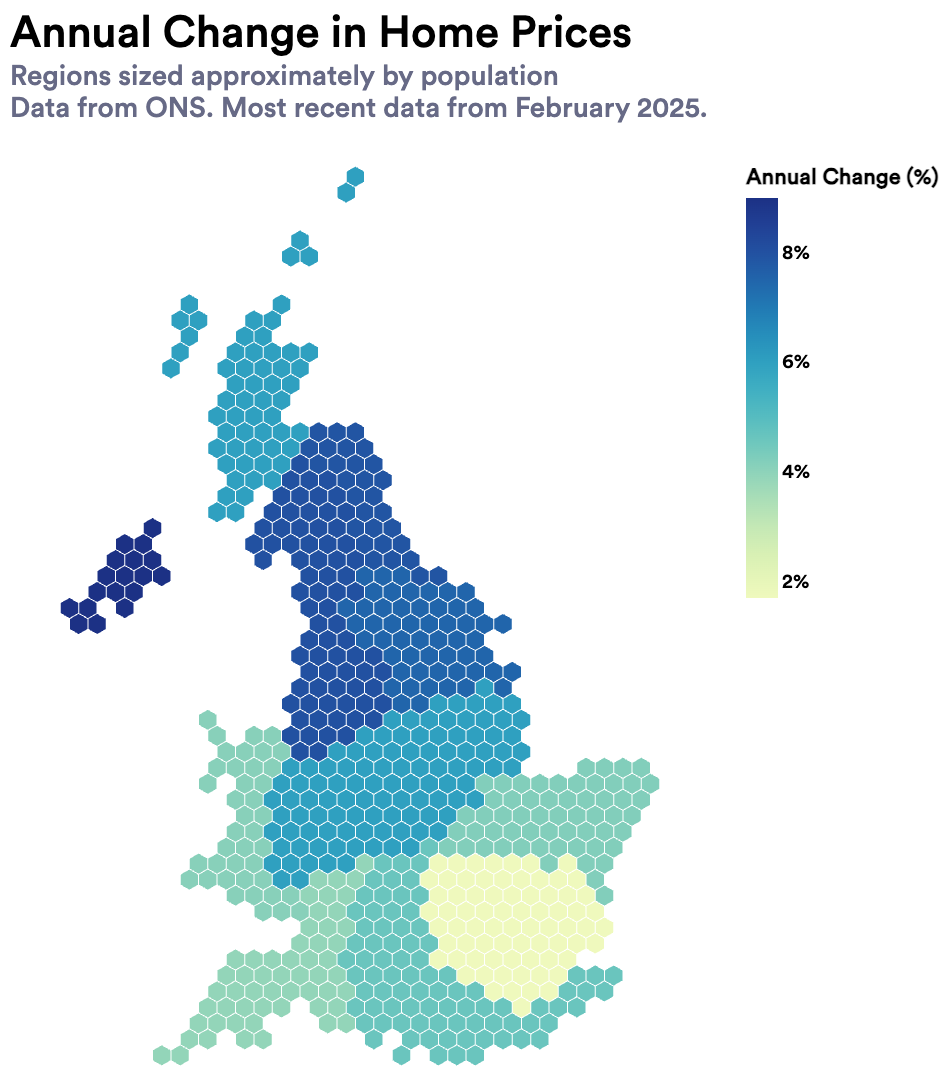 Annual Change in Home Prices
Regions sized approximately by population
Data from ONS. Most recent data from February 2025.
Annual Change (%)
8%
6%
4%
2%